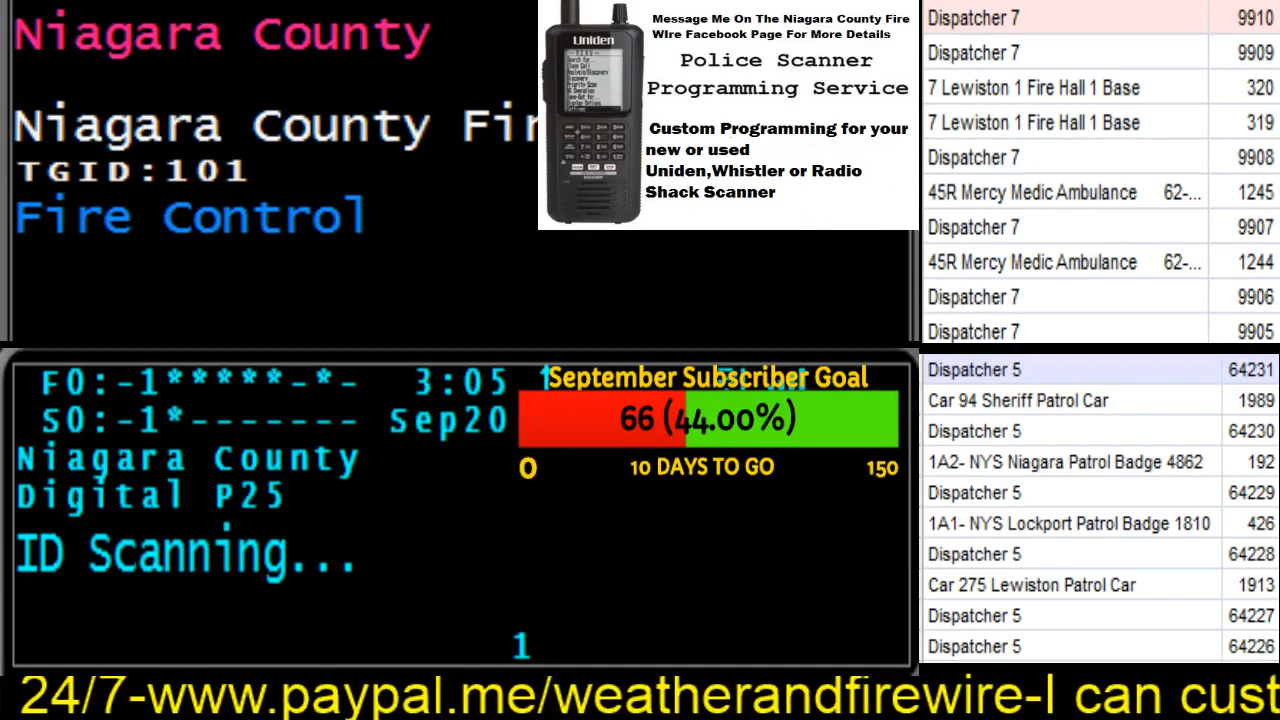 Niagara County
Niagara County Fir
TGID:101
Fire Control
Uniden
Message Me On The Niagara County Fire
WIre Facebook Page For More Details
Police Scanner
Programming Service
Custom Programming for your
new or used
Uniden,Whistler or Radio
Shack Scanner
Dispatcher 7 9910
Dispatcher 7 9909
7 Lewiston 1 Fire Hall 1 Base 320
7 Lewiston 1 Fire Hall 1 Base 319
Dispatcher 7 9908
45R Mercy Medic Ambulance 62-... 1245
Dispatcher 7 9907
45R Mercy Medic Ambulance 62-... 1244
Dispatcher 7 9906
Dispatcher 7 9905
F0:-1*****-*- 3:05
S0:-1*------- Sep20
Niagara County
Digital P25
ID Scanning...
1
September Subscriber Goal
66 (44.00%)
0 10 DAYS TO GO 150
Dispatcher 5 64231
Car 94 Sheriff Patrol Car 1989
Dispatcher 5 64230
1A2- NYS Niagara Patrol Badge 4862 192
Dispatcher 5 64229
1A1- NYS Lockport Patrol Badge 1810 426
Dispatcher 5 64228
Car 275 Lewiston Patrol Car 1913
Dispatcher 5 64227
Dispatcher 5 64226
24/7-www.paypal.me/weatherandfirewire-I can cust